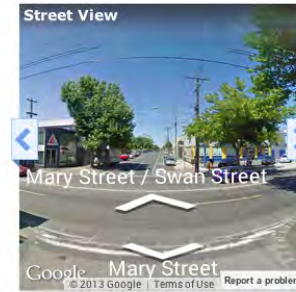 Street View
Mary Street / Swan Street
Mary Street
Google
© 2013 Google Terms of Use Report a problem